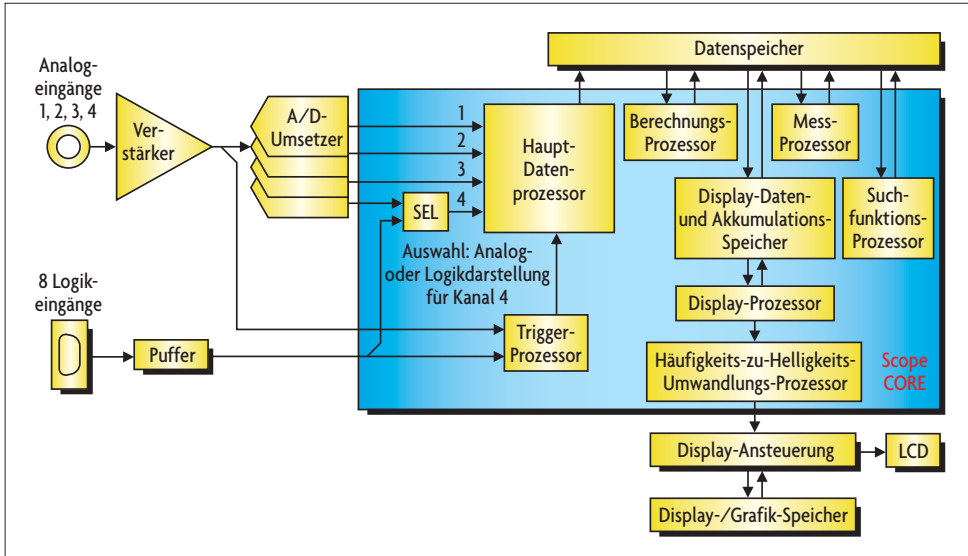 Datenspeicher
Analog-
eingänge
1, 2, 3, 4
Ver-
stärker
A/D-
Umsetzer
1
2
3
4
SEL
Haupt-
Daten-
prozessor
Berechnungs-
Prozessor
Mess-
Prozessor
Display-Daten-
und Akkumulations-
Speicher
Such-
funktions-
Prozessor
Auswahl: Analog-
oder Logikdarstellung
für Kanal 4
8 Logik-
eingänge
Puffer
Trigger-
Prozessor
Display-Prozessor
Häufigkeits-zu-Helligkeits-
Umwandlungs-Prozessor
Scope
CORE
Display-Ansteuerung
LCD
Display-/Grafik-Speicher